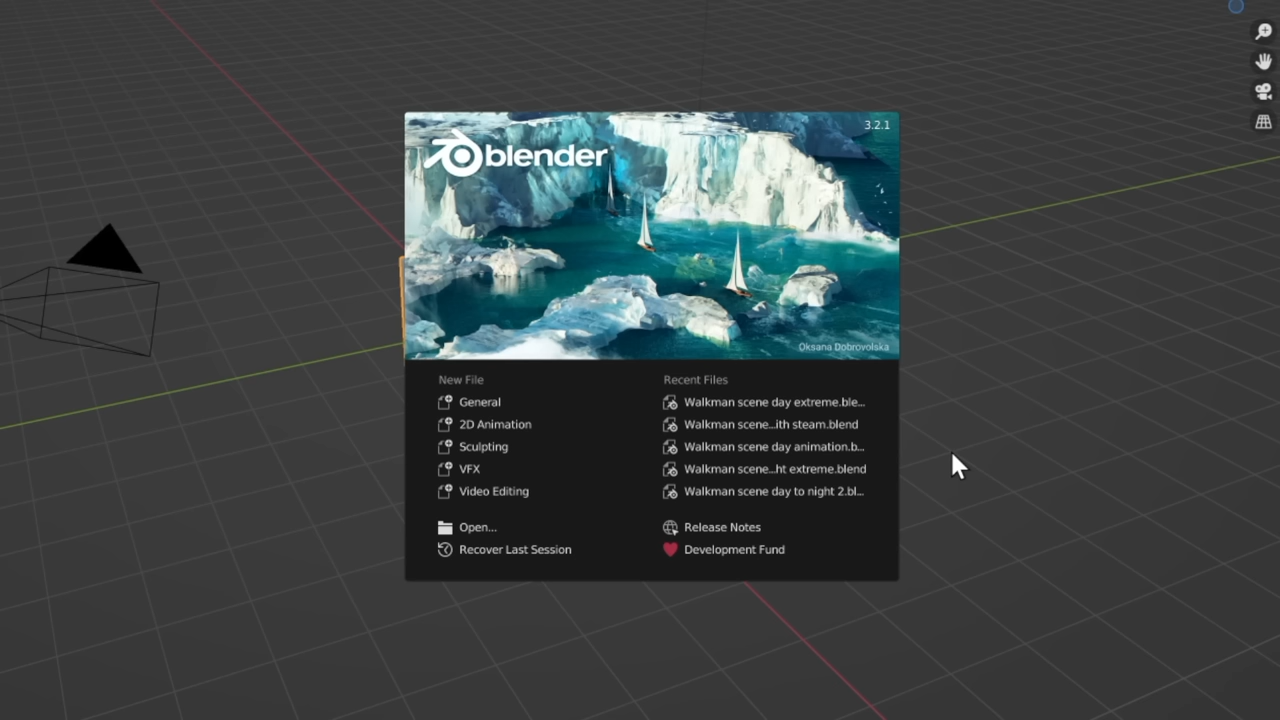 3.2.1
blender
Oksana Dobrovolska
New File
General
2D Animation
Sculpting
VFX
Video Editing
Open...
Recover Last Session
Recent Files
Walkman scene day extreme.ble...
Walkman scene...ith steam.blend
Walkman scene day animation.b...
Walkman scene...ht extreme.blend
Walkman scene day to night 2.bl...
Release Notes
Development Fund